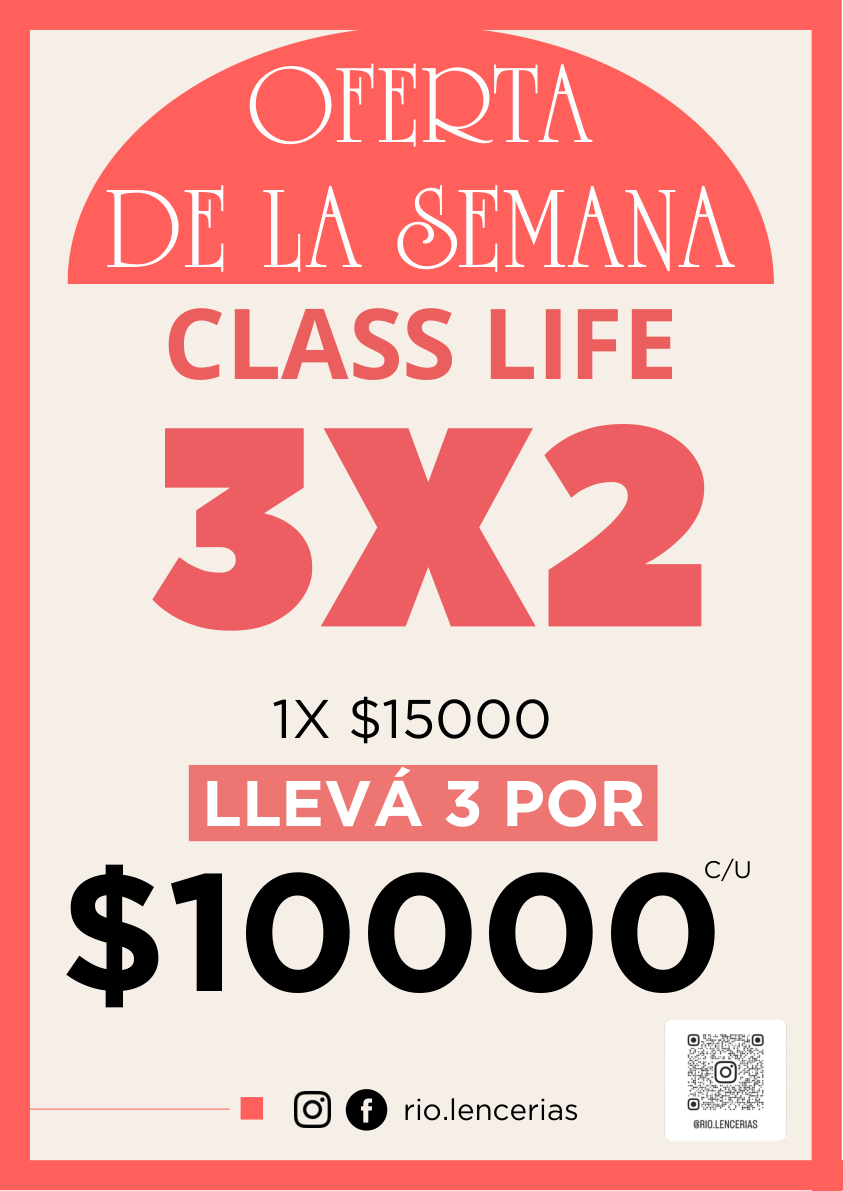 OFERTA
DE LA SEMANA
CLASS LIFE
3X2
1X $15000
LLEVÁ 3 POR
$10000 C/U
rio.lencerias
@RIO.LENCERIAS